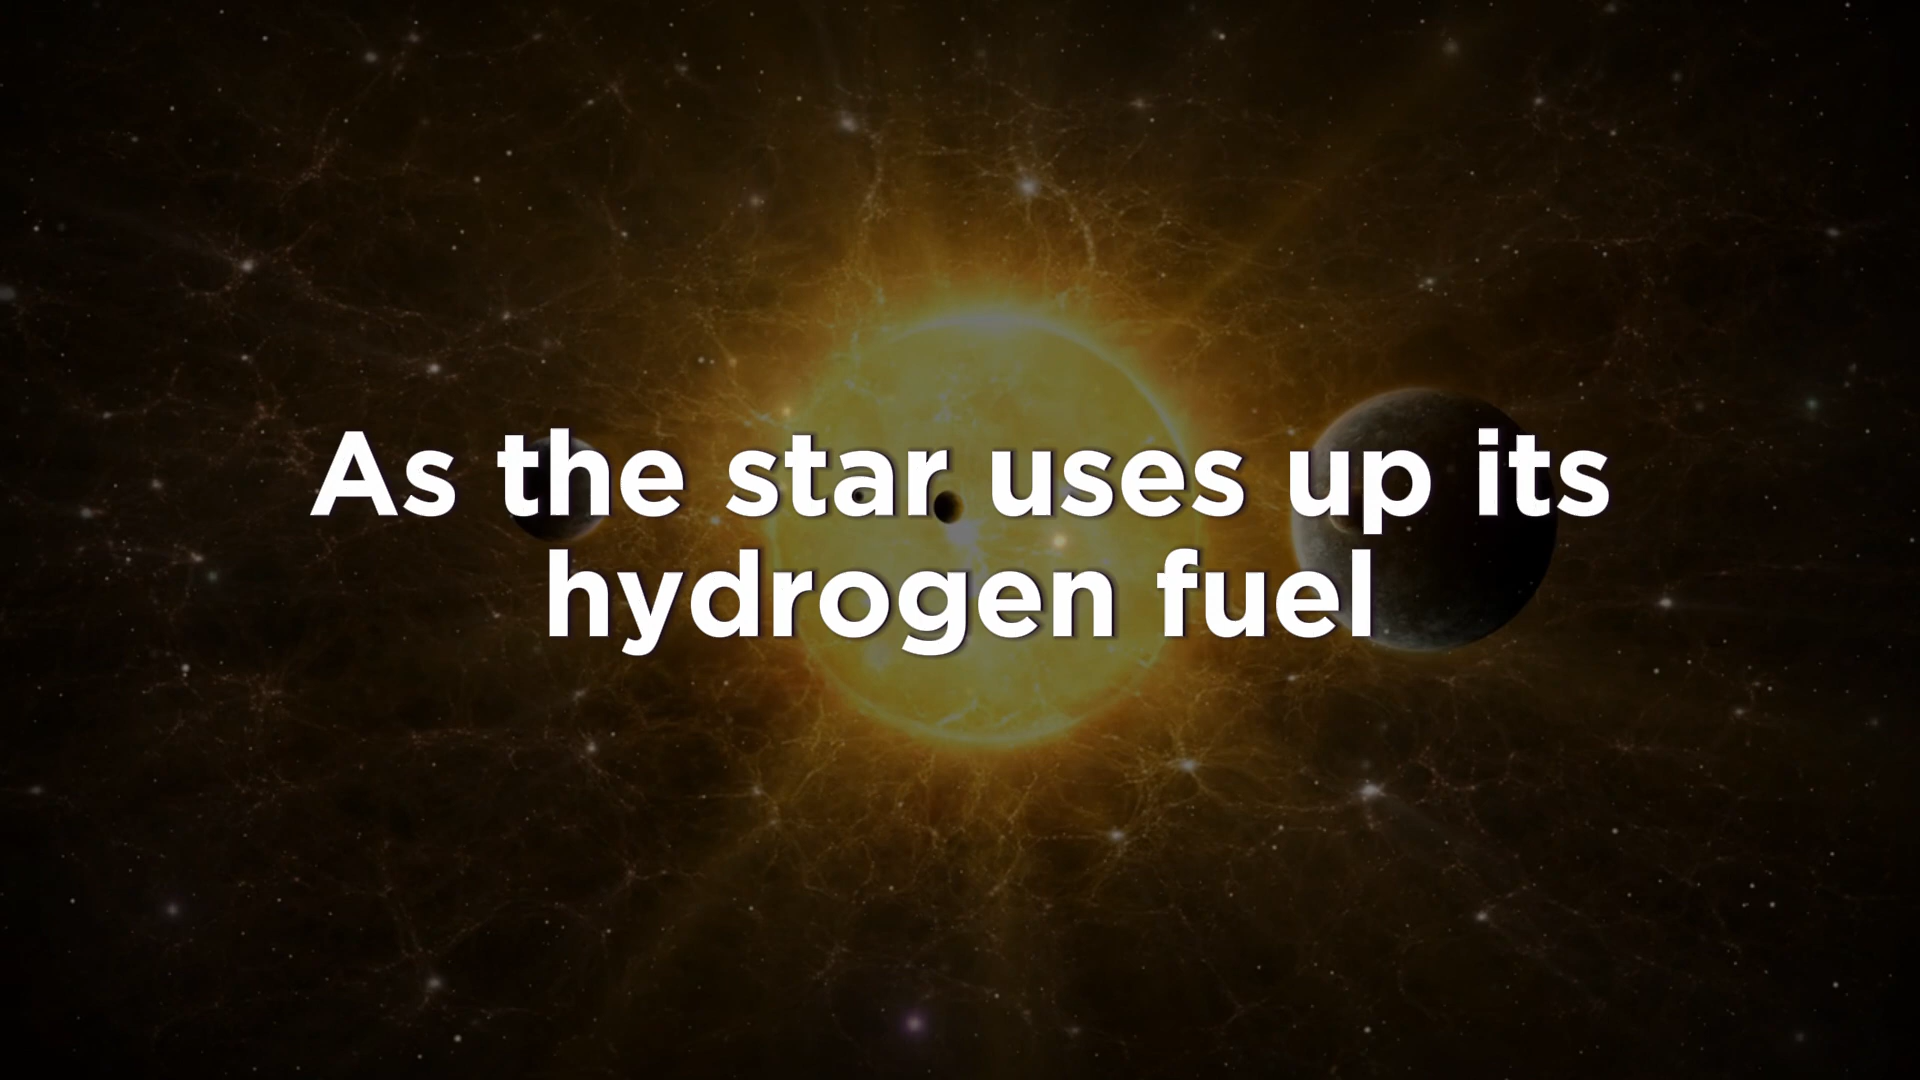 As the star uses up its
hydrogen fuel